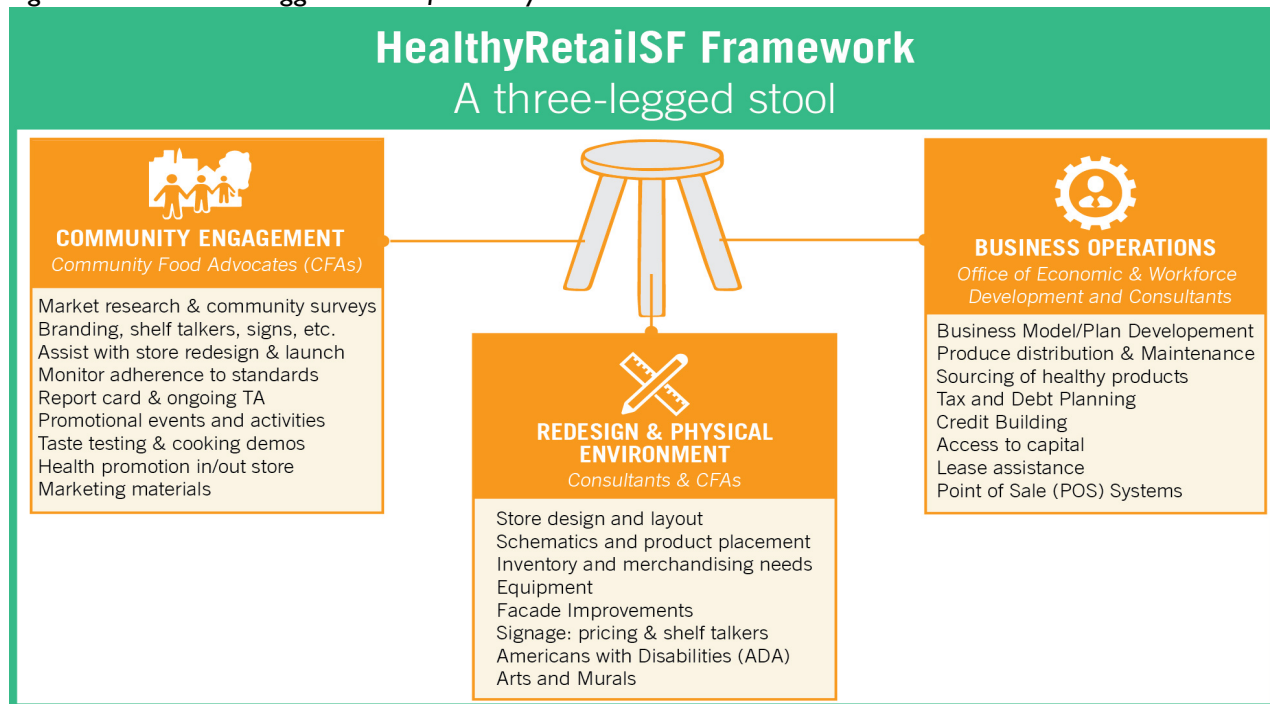 HealthyRetailSF Framework
A three-legged stool
COMMUNITY ENGAGEMENT
Community Food Advocates (CFAs)
Market research & community surveys
Branding, shelf talkers, signs, etc.
Assist with store redesign & launch
Monitor adherence to standards
Report card & ongoing TA
Promotional events and activities
Taste testing & cooking demos
Health promotion in/out store
Marketing materials
REDESIGN & PHYSICAL
ENVIRONMENT
Consultants & CFAs
Store design and layout
Schematics and product placement
Inventory and merchandising needs
Equipment
Facade Improvements
Signage: pricing & shelf talkers
Americans with Disabilities (ADA)
Arts and Murals
BUSINESS OPERATIONS
Office of Economic & Workforce
Development and Consultants
Business Model/Plan Developement
Produce distribution & Maintenance
Sourcing of healthy products
Tax and Debt Planning
Credit Building
Access to capital
Lease assistance
Point of Sale (POS) Systems